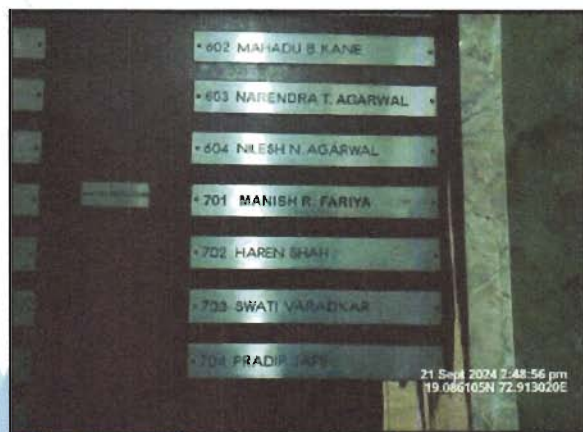 602 MAHADU B. KANE
603 NARENDRA T. AGARWAL
604 NILESH N. AGARWAL
701 MANISH R. FARIYA
702 HAREN SHAH
703 SWATI VARADKAR
704 PRADIP
21 Sept 2024 2:48:56 pm
19.086105N 72.913020E